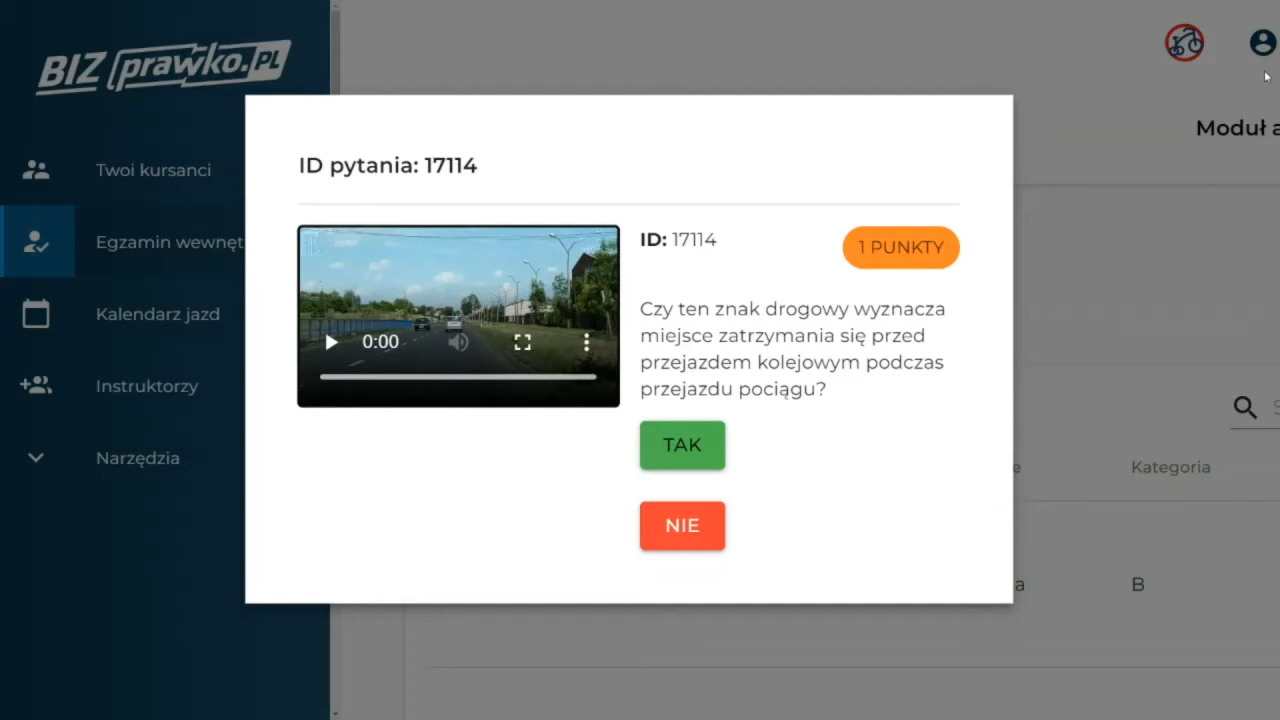 BIZ prawko.PL
Moduł a
Twoi kursanci
Egzamin wewnęt
Kalendarz jazd
Instruktorzy
Narzędzia
ID pytania: 17114
0:00
ID: 17114
1 PUNKTY
Czy ten znak drogowy wyznacza
miejsce zatrzymania się przed
przejazdem kolejowym podczas
przejazdu pociągu?
TAK
NIE
S
e
Kategoria
a
B